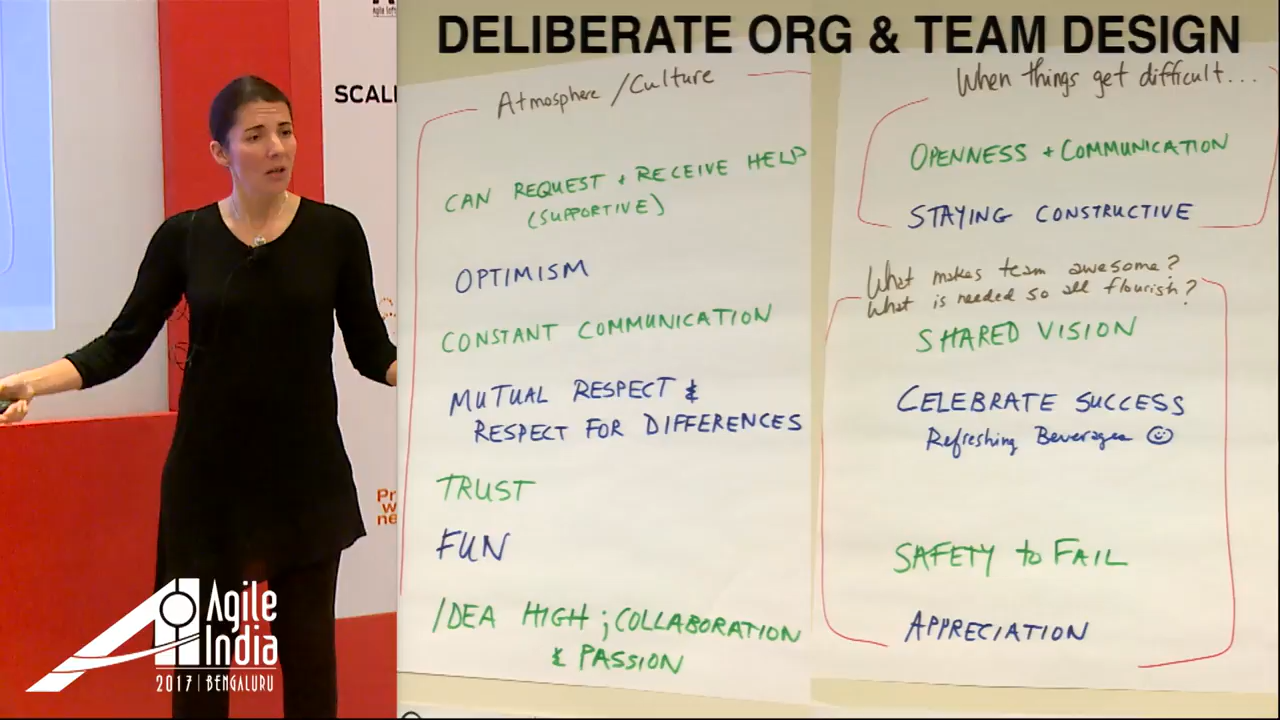 SCAL
DELIBERATE ORG & TEAM DESIGN
Atmosphere/Culture
CAN REQUEST + RECEIVE HELP
(SUPPORTIVE)
OPTIMISM
CONSTANT COMMUNICATION
MUTUAL RESPECT &
RESPECT FOR DIFFERENCES
TRUST
FUN
IDEA HIGH; COLLABORATION
& PASSION
When things get difficult...
OPENNESS + COMMUNICATION
STAYING CONSTRUCTIVE
What makes team awesome?
What is needed so all flourish?
SHARED VISION
CELEBRATE SUCCESS
Refreshing Beverages
SAFETY to FAIL
APPRECIATION
Agile
India
2017 | BENGALURU